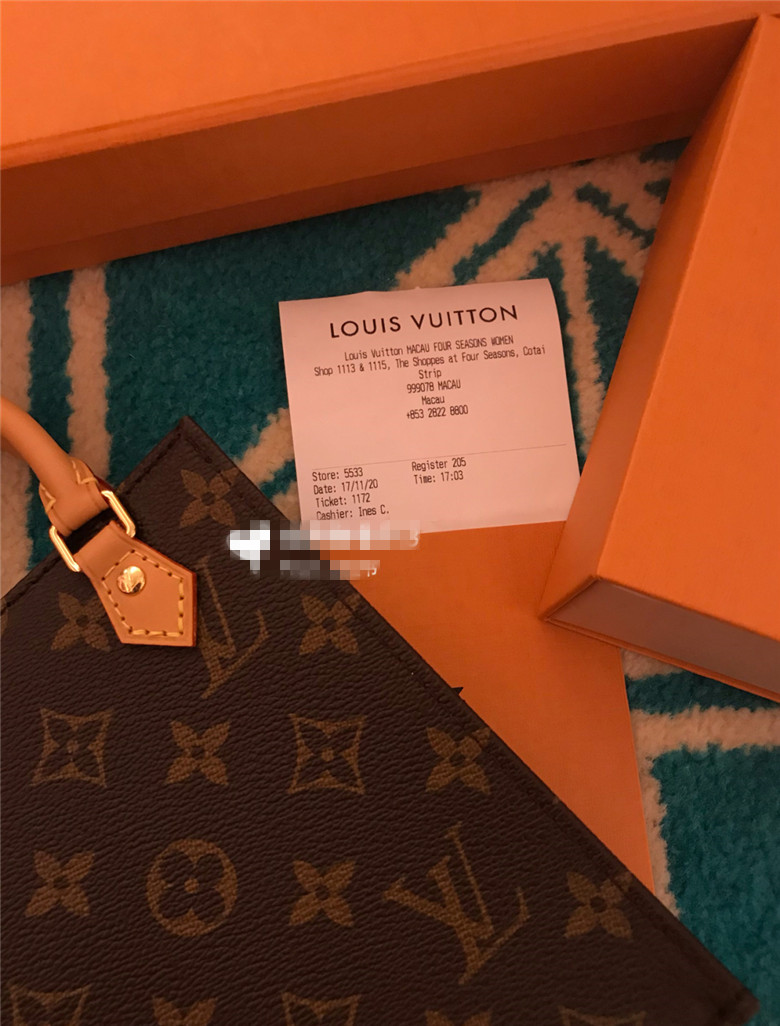 LOUIS VUITTON
Louis Vuitton MACAU FOUR SEASONS WOMEN
Shop 1113 & 1115, The Shoppes at Four Seasons, Cotai
Strip
999078 MACAU
Macau
+853 2822 8800
Store: 5533 Register 205
Date: 17/11/20 Time: 17:03
Ticket: 1172
Cashier: Ines C.
LV
LV